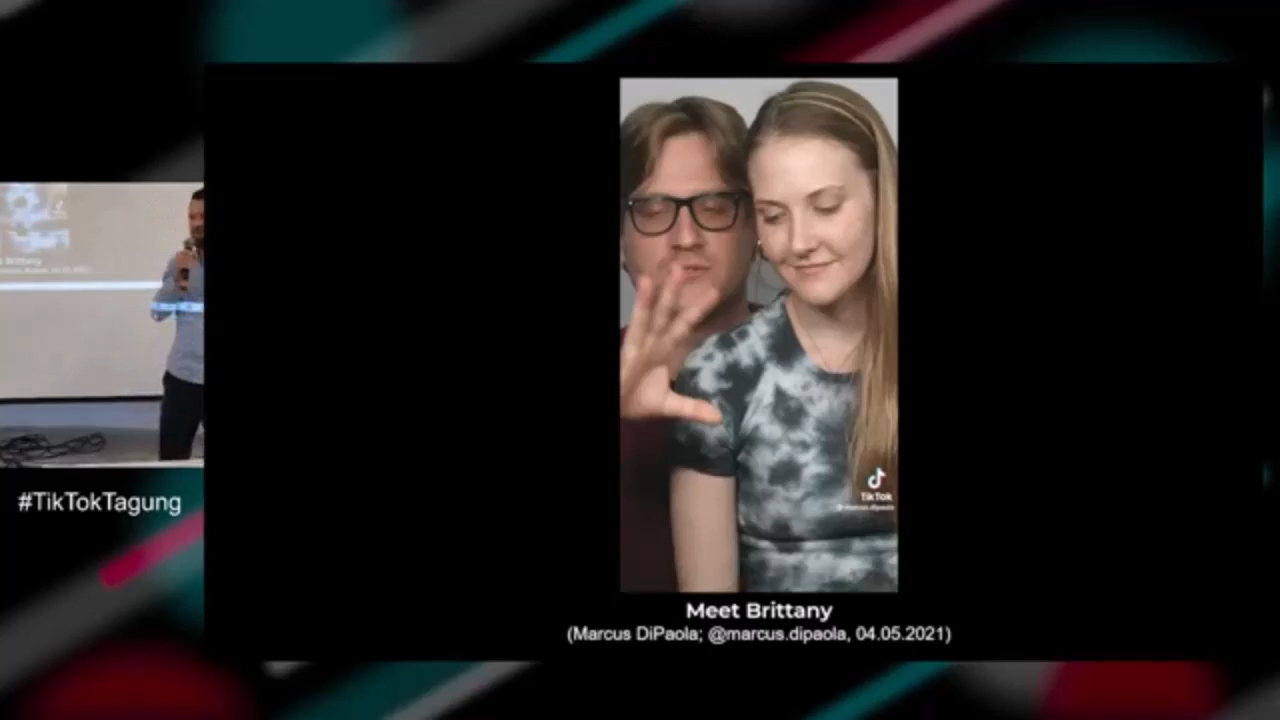 #TikTokTagung
TikTok
Meet Brittany
(Marcus DiPaola; @marcus.dipaola, 04.05.2021)